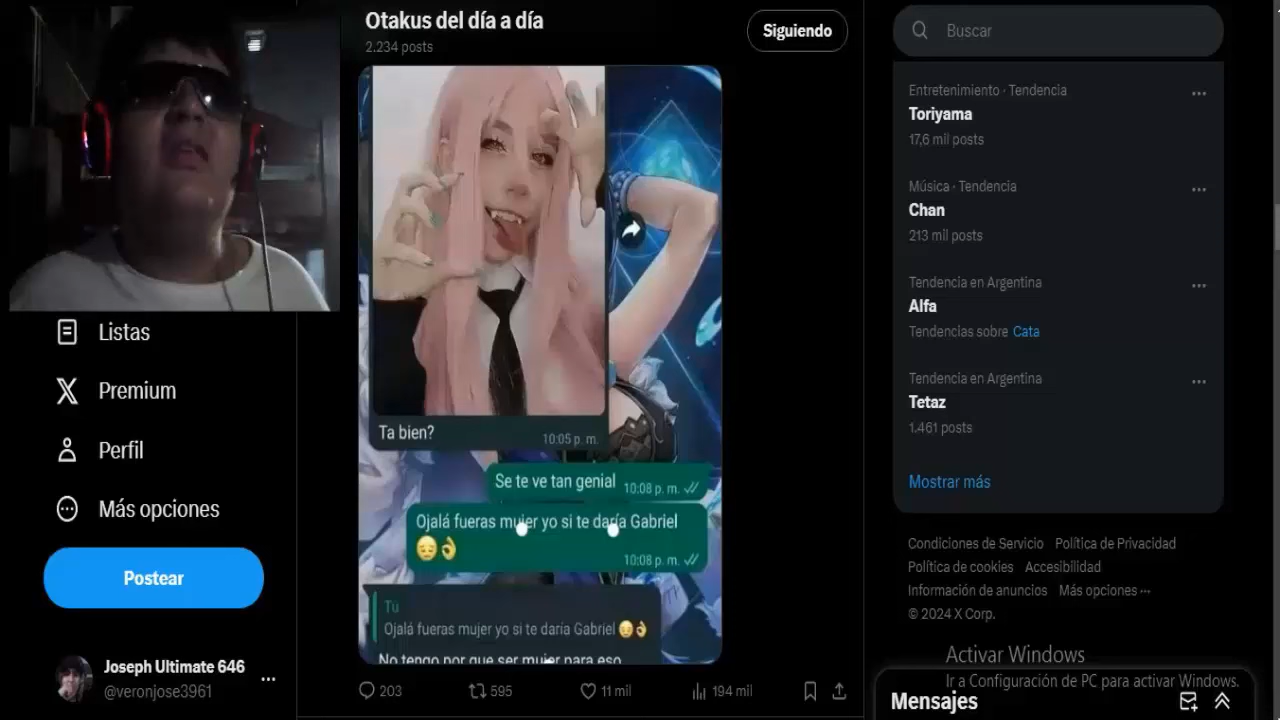 Otakus del día a día
2.234 posts
Siguiendo
Ta bien?
10:05 p. m.
Se te ve tan genial
10:08 p. m.
Ojalá fueras mujer yo si te daría Gabriel
😔👌
10:08 p. m.
Tú
Ojalá fueras mujer yo si te daría Gabriel 😔👌
No tengo por que ser mujer para eso
203
595
11 mil
194 mil
Listas
Premium
Perfil
Más opciones
Postear
Joseph Ultimate 646
@veronjose3961
Buscar
Entretenimiento · Tendencia
Toriyama
17,6 mil posts
Música · Tendencia
Chan
213 mil posts
Tendencia en Argentina
Alfa
Tendencias sobre Cata
Tendencia en Argentina
Tetaz
1.461 posts
Mostrar más
Condiciones de Servicio Política de Privacidad
Política de cookies Accesibilidad
Información de anuncios Más opciones ···
© 2024 X Corp.
Activar Windows
Ir a Configuración de PC para activar Windows.
Mensajes